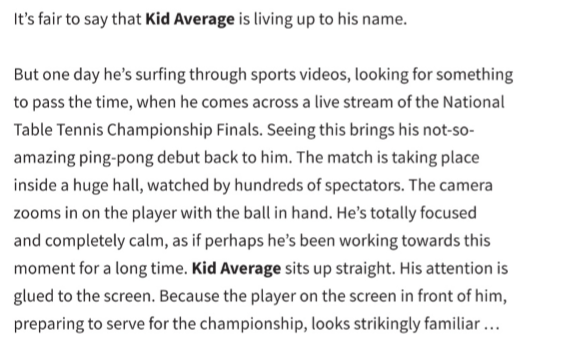 It’s fair to say that Kid Average is living up to his name.
But one day he’s surfing through sports videos, looking for something
to pass the time, when he comes across a live stream of the National
Table Tennis Championship Finals. Seeing this brings his not-so-
amazing ping-pong debut back to him. The match is taking place
inside a huge hall, watched by hundreds of spectators. The camera
zooms in on the player with the ball in hand. He’s totally focused
and completely calm, as if perhaps he’s been working towards this
moment for a long time. Kid Average sits up straight. His attention is
glued to the screen. Because the player on the screen in front of him,
preparing to serve for the championship, looks strikingly familiar …